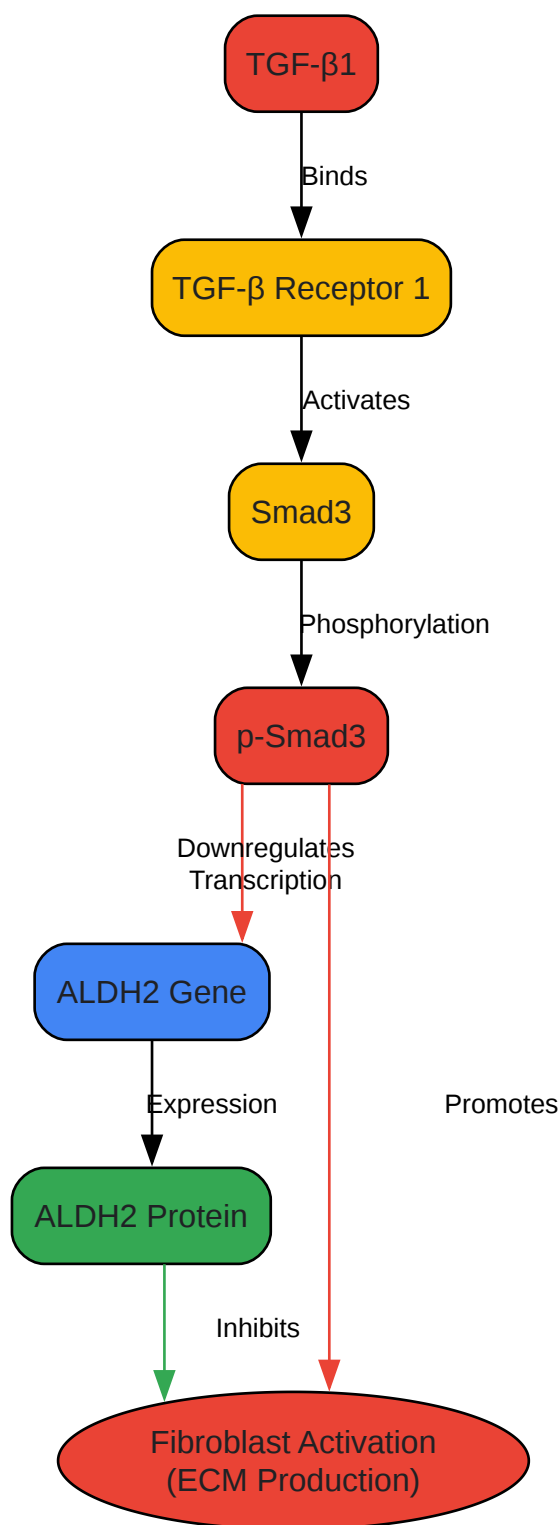 TGF-β1
Binds
TGF-β Receptor 1
Activates
Smad3
Phosphorylation
p-Smad3
Downregulates
Transcription
ALDH2 Gene
Expression
Promotes
ALDH2 Protein
Inhibits
Fibroblast Activation
(ECM Production)